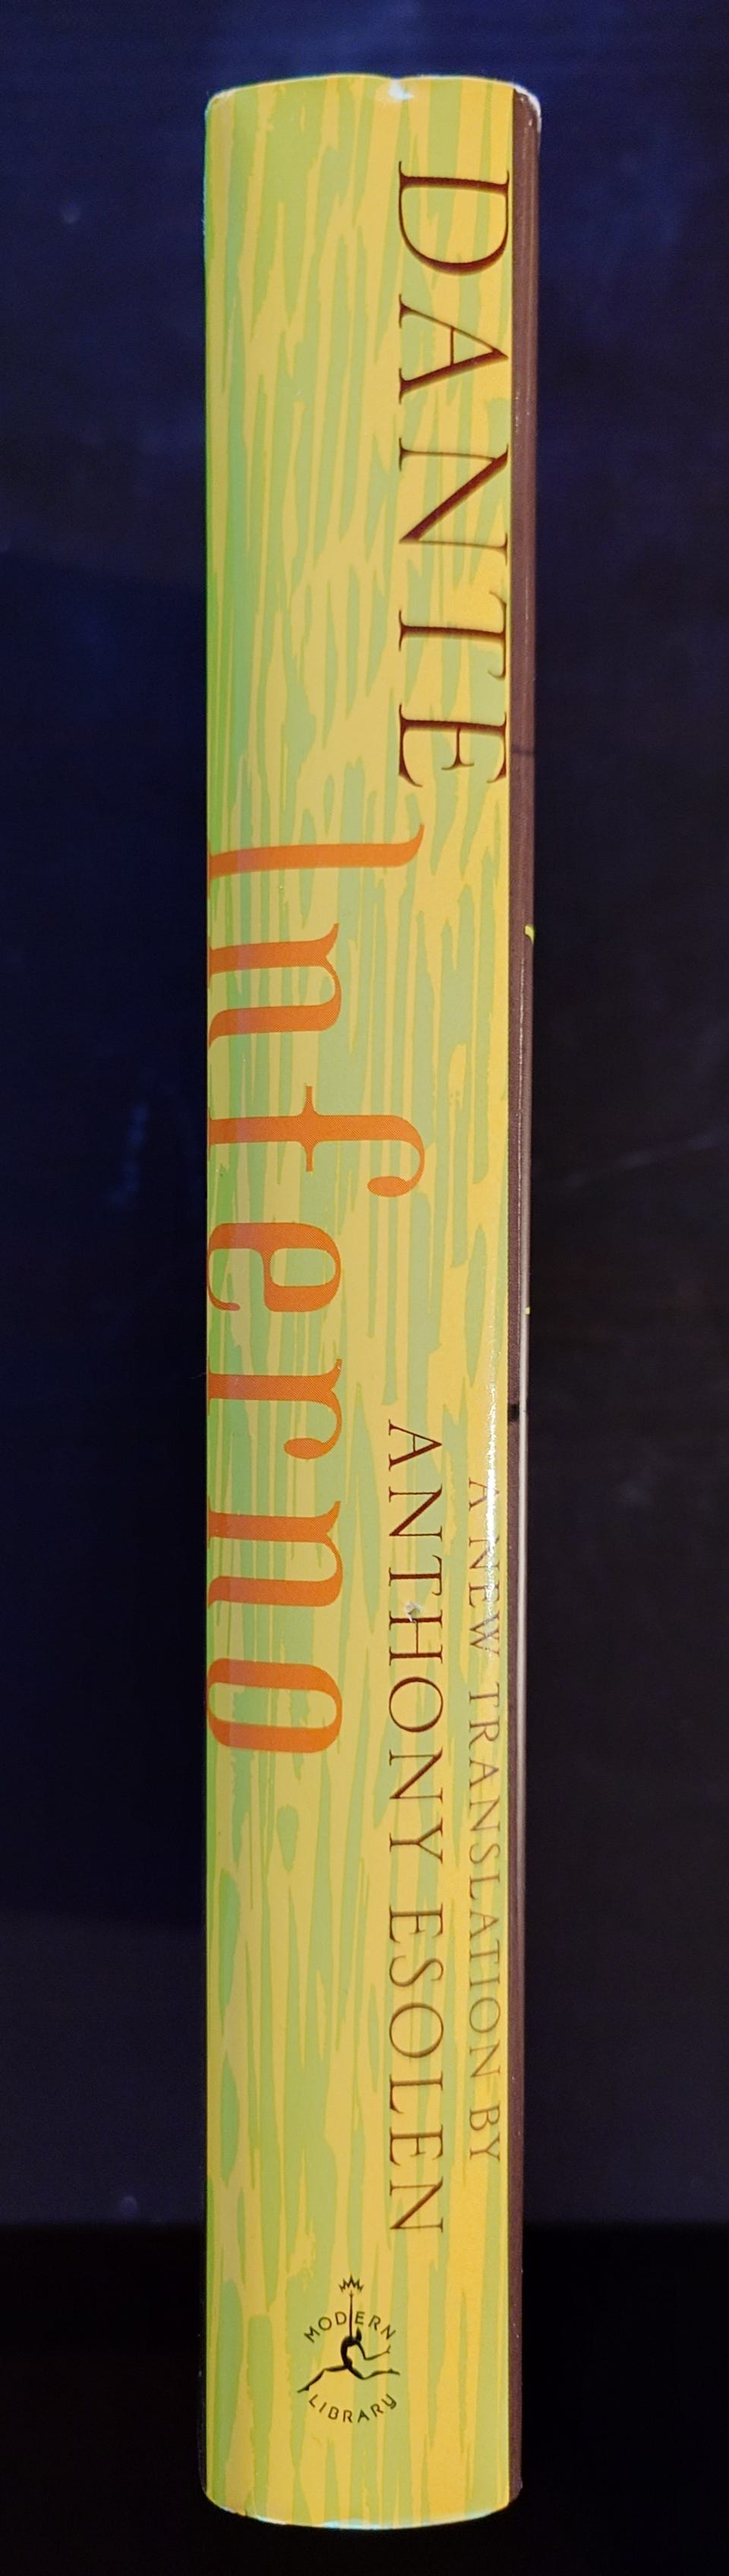 DANTE
Inferno
A NEW TRANSLATION BY
ANTHONY ESOLEN
MODERN
LIBRARY